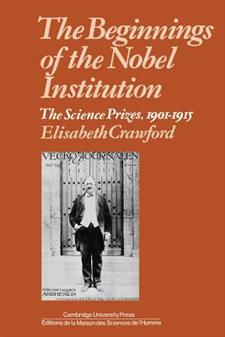 The Beginnings
of the Nobel
Institution
The Science Prizes, 1901-1915
Elisabeth Crawford
VECKO-JOURNALEN
ARRHENIUS
Cambridge University Press
Editions de la Maison des Sciences de l'Homme